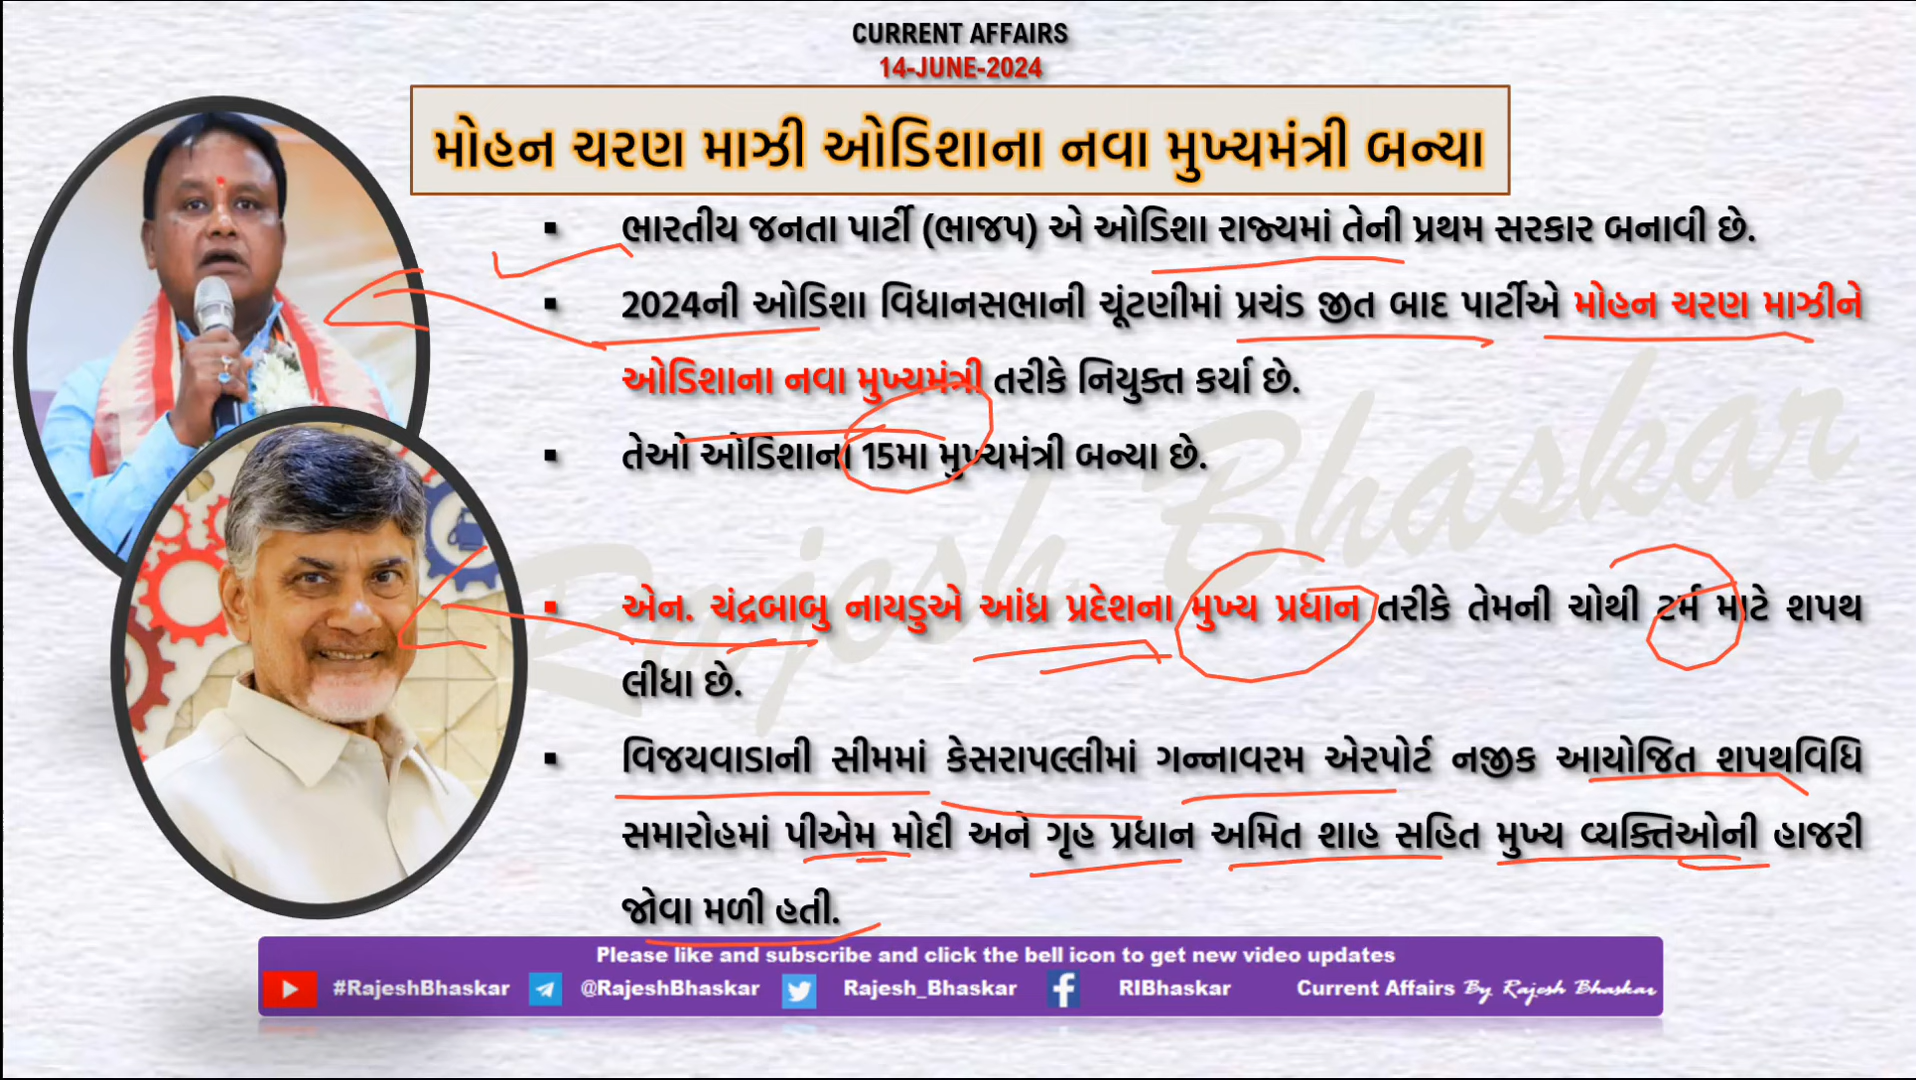 CURRENT AFFAIRS
14-JUNE-2024
મોહન ચરણ માઝી ઓડિશાના નવા મુખ્યમંત્રી બન્યા
▪ ભારતીય જનતા પાર્ટી (ભાજપ) એ ઓડિશા રાજ્યમાં તેની પ્રથમ સરકાર બનાવી છે.
▪ 2024ની ઓડિશા વિધાનસભાની ચૂંટણીમાં પ્રચંડ જીત બાદ પાર્ટીએ મોહન ચરણ માઝીને
ઓડિશાના નવા મુખ્યમંત્રી તરીકે નિયુક્ત કર્યા છે.
▪ તેઓ ઓડિશાના 15મા મુખ્યમંત્રી બન્યા છે.
▪ એન. ચંદ્રબાબુ નાયડુએ આંધ્ર પ્રદેશના મુખ્ય પ્રધાન તરીકે તેમની ચોથી ટર્મ માટે શપથ
લીધા છે.
▪ વિજયવાડાની સીમમાં કેસરાપલ્લીમાં ગન્નાવરમ એરપોર્ટ નજીક આયોજિત શપથવિધિ
સમારોહમાં પીએમ મોદી અને ગૃહ પ્રધાન અમિત શાહ સહિત મુખ્ય વ્યક્તિઓની હાજરી
જોવા મળી હતી.
Rajesh Bhaskar
Please like and subscribe and click the bell icon to get new video updates
#RajeshBhaskar @RajeshBhaskar Rajesh_Bhaskar RIBhaskar Current Affairs By Rajesh Bhaskar